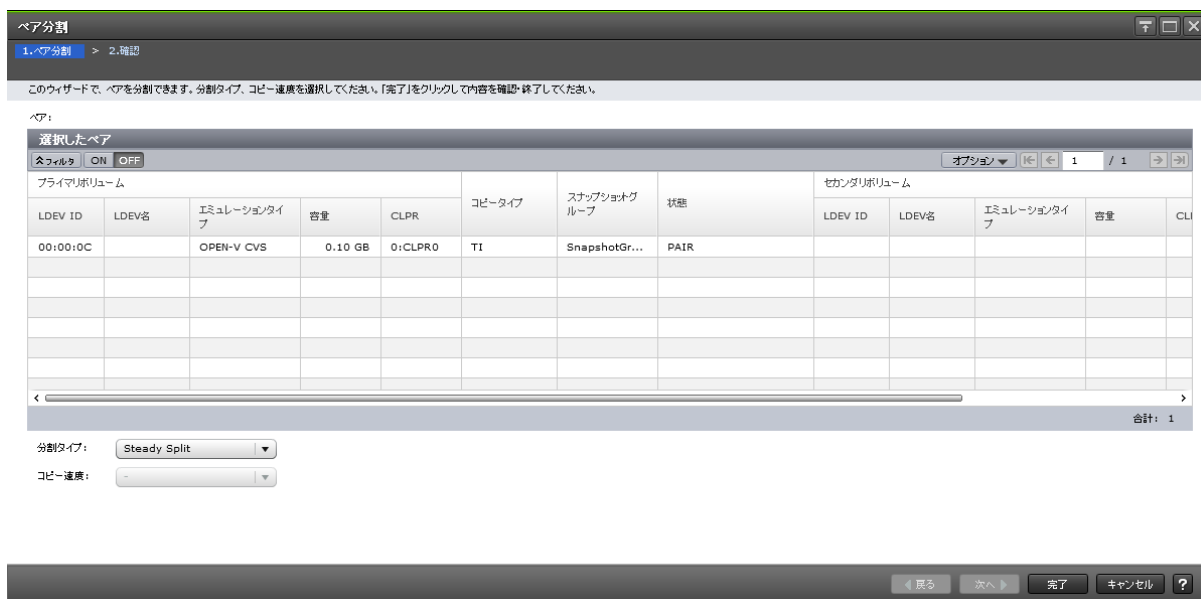 ペア分割
1.ペア分割 > 2.確認
このウィザードで、ペアを分割できます。分割タイプ、コピー速度を選択してください。「完了」をクリックして内容を確認・終了してください。
ペア:
選択したペア
フィルタ ON OFF オプション 1 / 1
プライマリボリューム コピータイプ スナップショットグループ 状態 セカンダリボリューム
LDEV ID LDEV名 エミュレーションタイプ 容量 CLPR LDEV ID LDEV名 エミュレーションタイプ 容量 CL
00:00:0C OPEN-V CVS 0.10 GB 0:CLPR0 TI SnapshotGr... PAIR
合計: 1
分割タイプ: Steady Split
コピー速度: -
戻る 次へ 完了 キャンセル ?